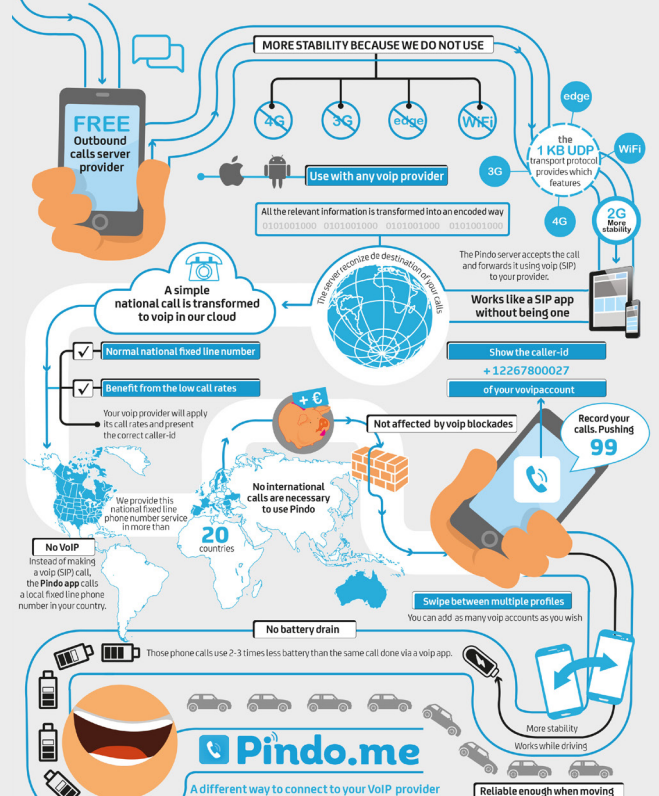 MORE STABILITY BECAUSE WE DO NOT USE
FREE
Outbound
calls server
provider
4G
3G
edge
WiFi
edge
the
1 KB UDP
transport protocol
provides which
features
WiFi
3G
4G
2G
More
stability
Use with any voip provider
All the relevant information is transformed into an encoded way
0101001000 0101001000 0101001000 0101001000
The server reconize de destination of your calls
The Pindo server accepts the call
and forwards it using voip (SIP)
to your provider.
Works like a SIP app
without being one
A simple
national call is transformed
to voip in our cloud
Normal national fixed line number
Benefit from the low call rates
Your voip provider will apply
its call rates and present
the correct caller-id
Show the caller-id
+12267800027
of your vovipaccount
+ €
Not affected by voip blockades
Record your
calls. Pushing
99
No international
calls are necessary
to use Pindo
We provide this
national fixed line
phone number service
in more than
20
countries
No VoIP
Instead of making
a voip (SIP) call,
the Pindo app calls
a local fixed line phone
number in your country.
Swipe between multiple profiles
You can add as many voip accounts as you wish
No battery drain
Those phone calls use 2-3 times less battery than the same call done via a voip app.
More stability
Works while driving
Pindo.me
A different way to connect to your VoIP provider
Reliable enough when moving